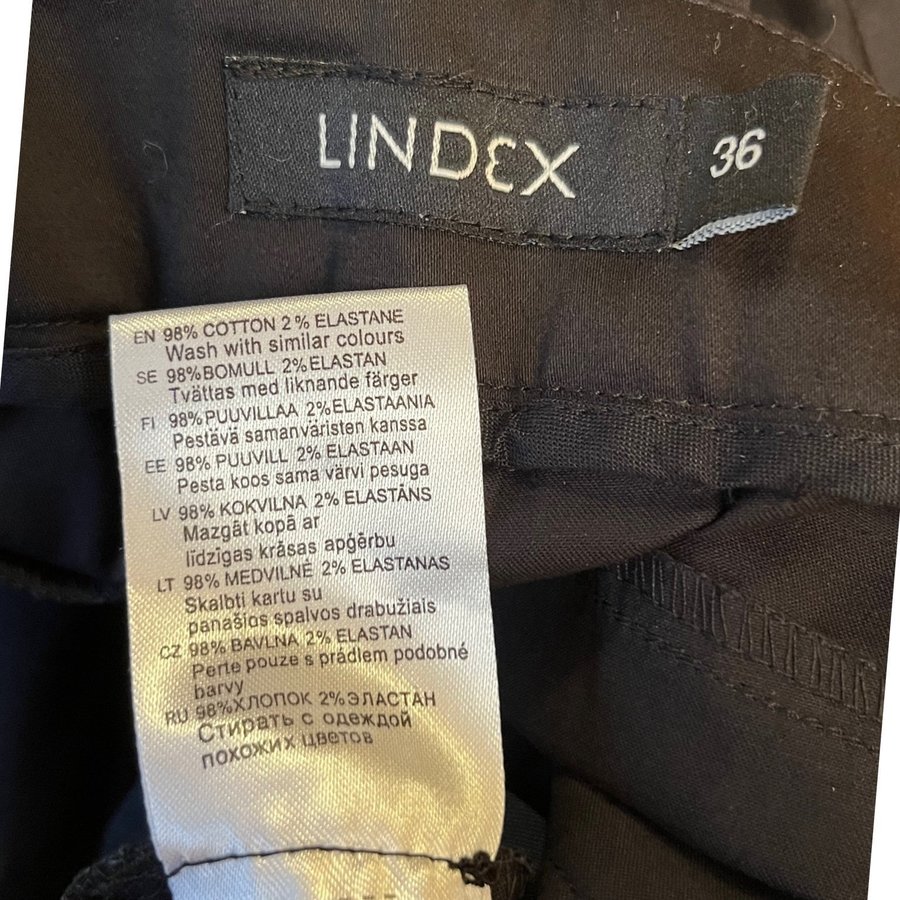 LINDEX
36
EN 98% COTTON 2% ELASTANE
Wash with similar colours
SE 98%BOMULL 2%ELASTAN
Tvättas med liknande färger
FI 98%PUUVILLAA 2%ELASTAANIA
Pestävä samanväristen kanssa
EE 98% PUUVILL 2% ELASTAAN
Pesta koos sama värvi pesuga
LV 98% KOKVILNA 2% ELASTĀNS
Mazgāt kopā ar
līdzīgas krāsas apģērbu
LT 98% MEDVILNĖ 2% ELASTANAS
Skalbti kartu su
panašios spalvos drabužiais
CZ 98% BAVLNA 2% ELASTAN
Perte pouze s prádlem podobné
barvy
RU 98%ХЛОПОК 2%ЭЛАСТАН
Стирать с одеждой
похожих цветов